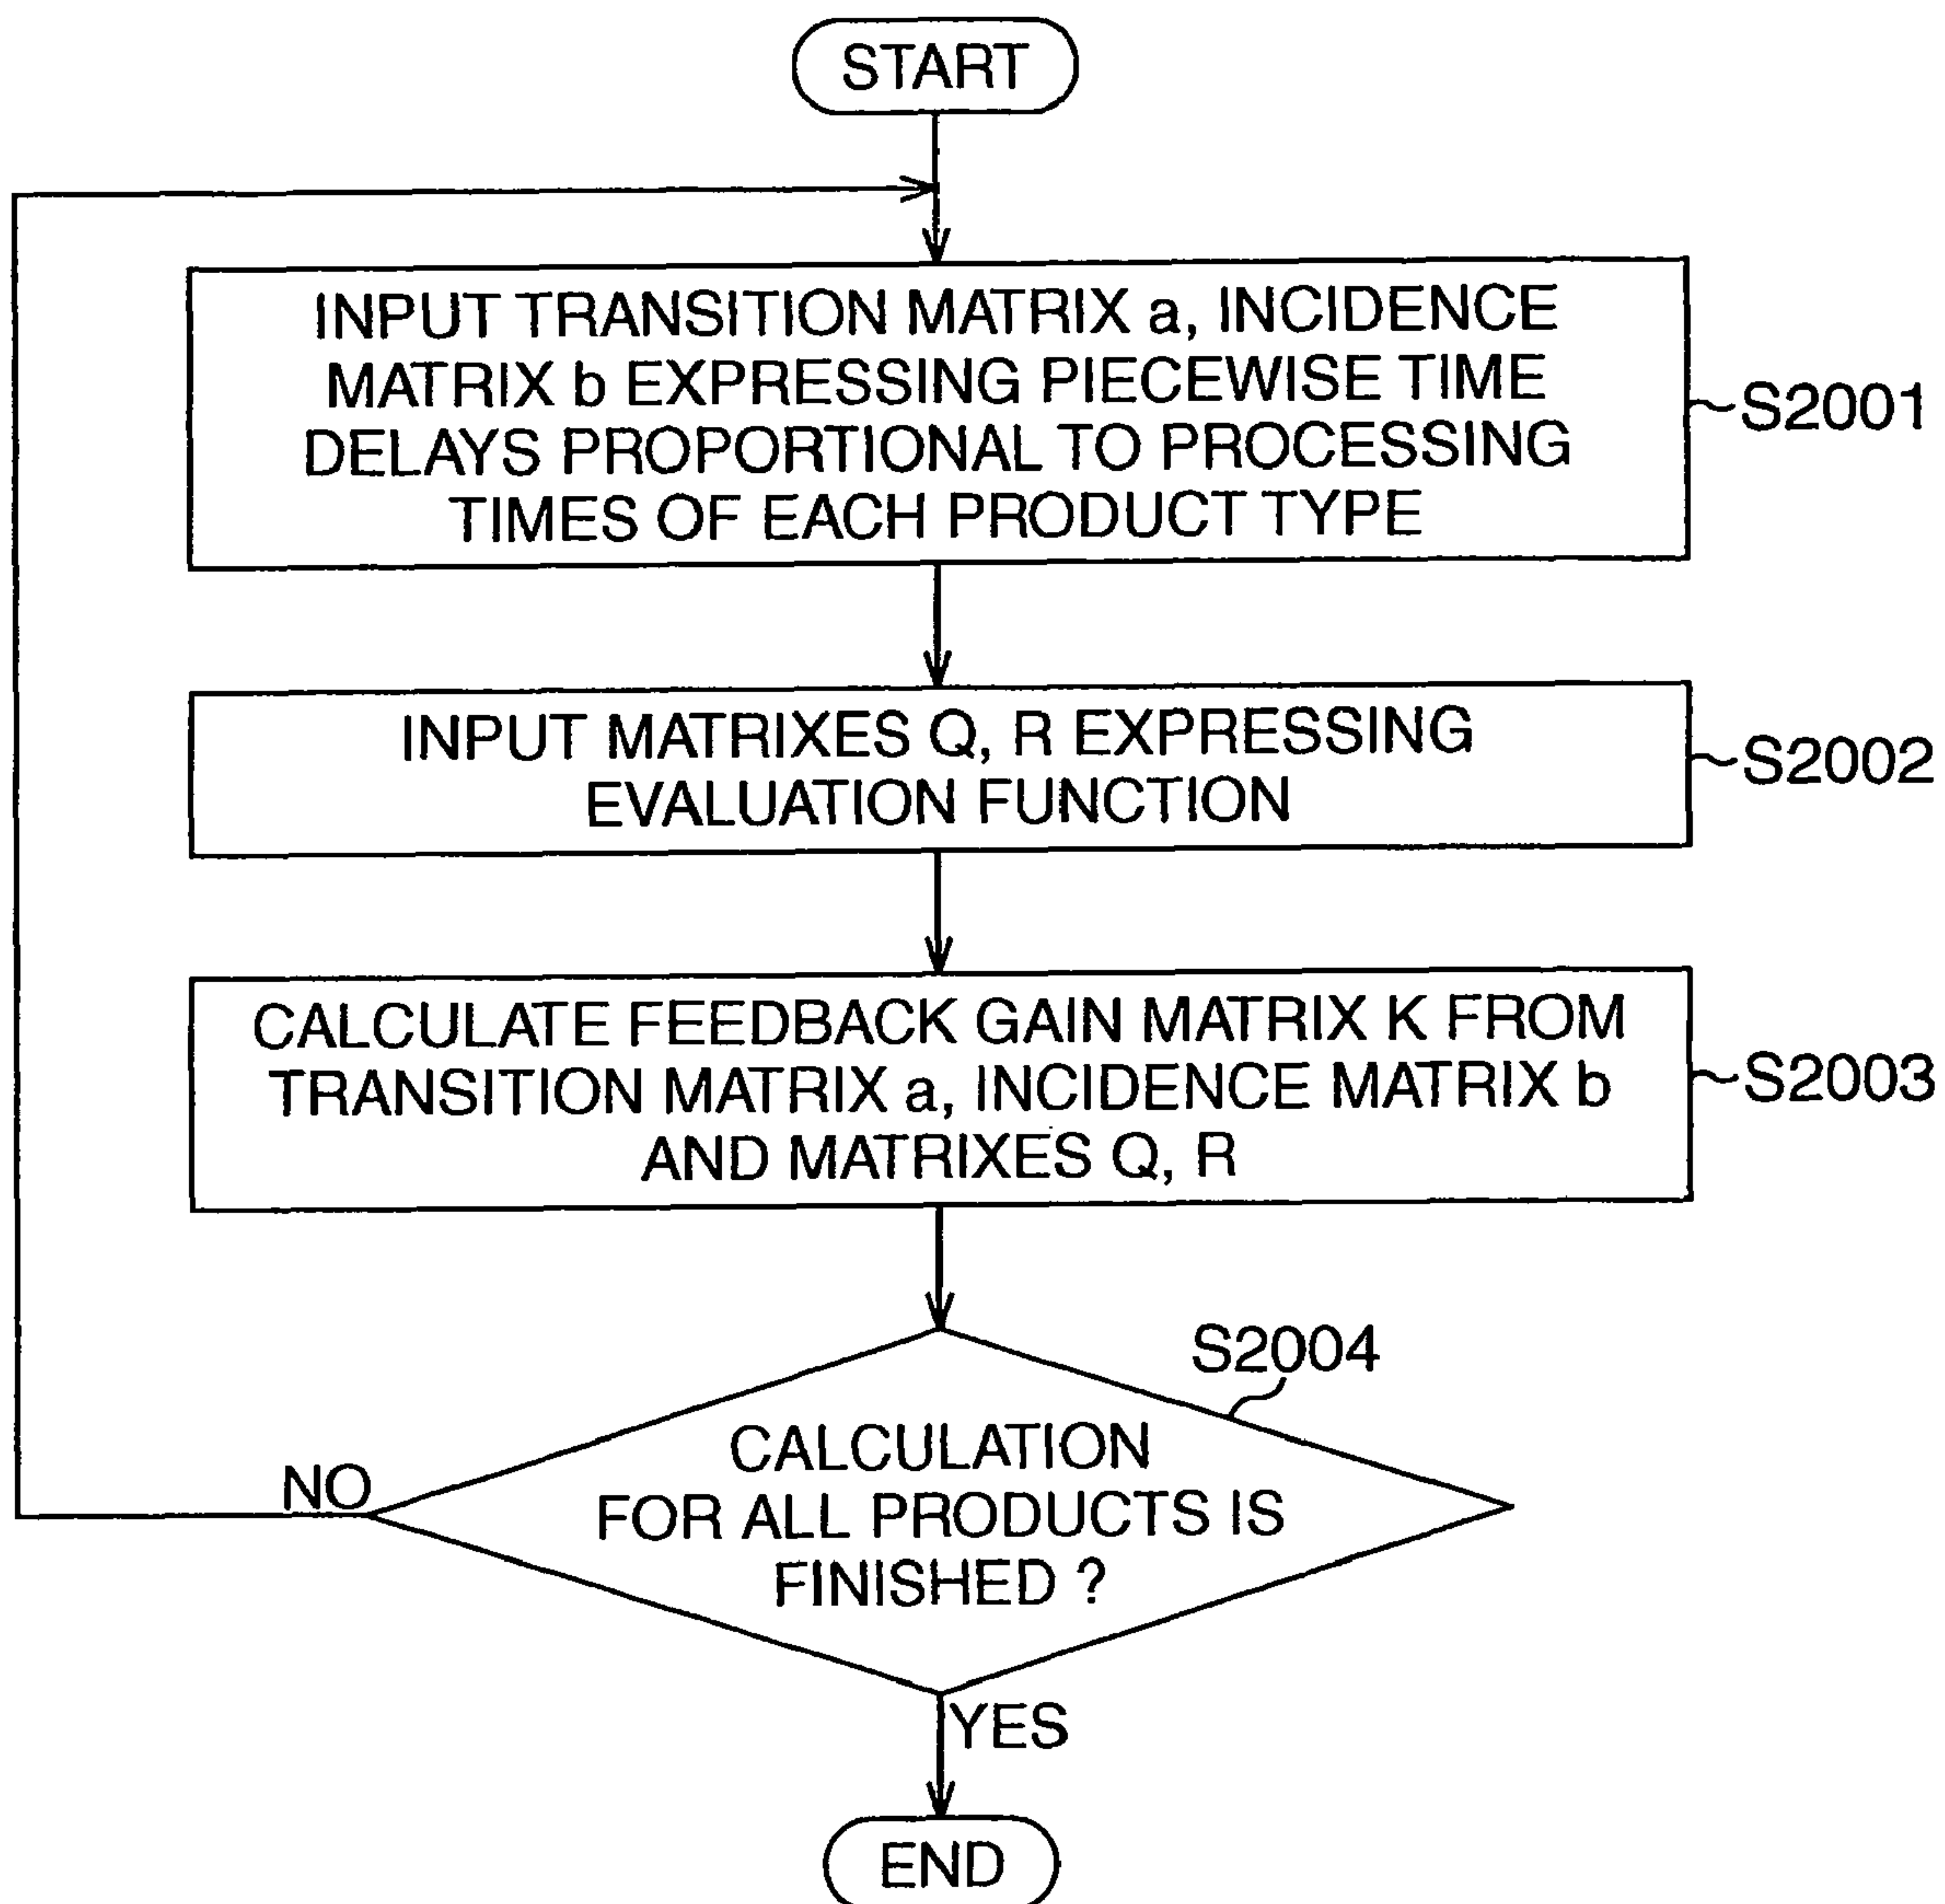 START
INPUT TRANSITION MATRIX a, INCIDENCE
MATRIX b EXPRESSING PIECEWISE TIME
DELAYS PROPORTIONAL TO PROCESSING
TIMES OF EACH PRODUCT TYPE
S2001
INPUT MATRIXES Q, R EXPRESSING
EVALUATION FUNCTION
S2002
CALCULATE FEEDBACK GAIN MATRIX K FROM
TRANSITION MATRIX a, INCIDENCE MATRIX b
AND MATRIXES Q, R
S2003
S2004
CALCULATION
FOR ALL PRODUCTS IS
FINISHED ?
NO
YES
END